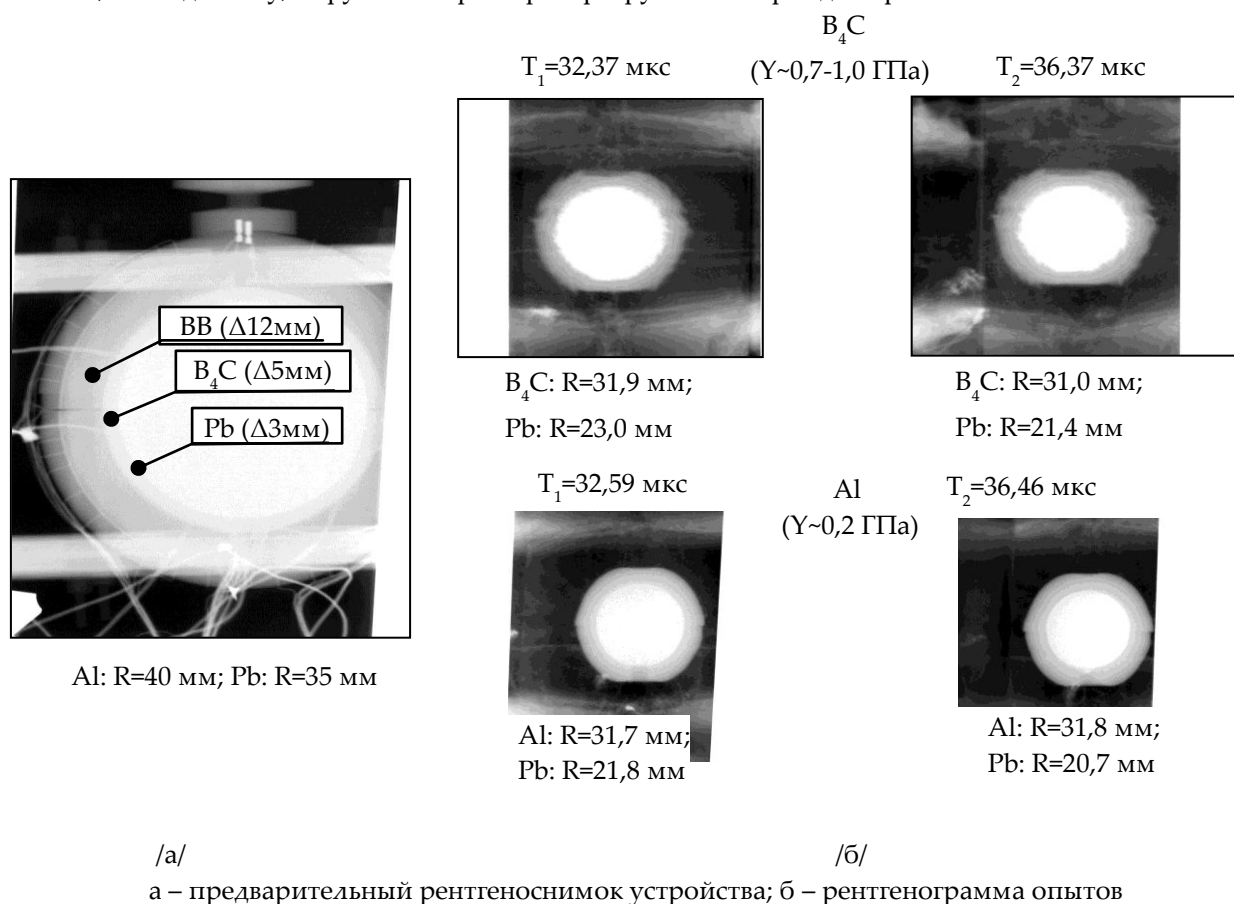 B₄C
T₁=32,37 мкс
(Y~0,7-1,0 ГПа)
T₂=36,37 мкс
ВВ (Δ12мм)
B₄C (Δ5мм)
Pb (Δ3мм)
B₄C: R=31,9 мм;
Pb: R=23,0 мм
B₄C: R=31,0 мм;
Pb: R=21,4 мм
T₁=32,59 мкс
Al
(Y~0,2 ГПа)
T₂=36,46 мкс
Al: R=40 мм; Pb: R=35 мм
Al: R=31,7 мм;
Pb: R=21,8 мм
Al: R=31,8 мм;
Pb: R=20,7 мм
/а/
/б/
а – предварительный рентгеноснимок устройства; б – рентгенограмма опытов